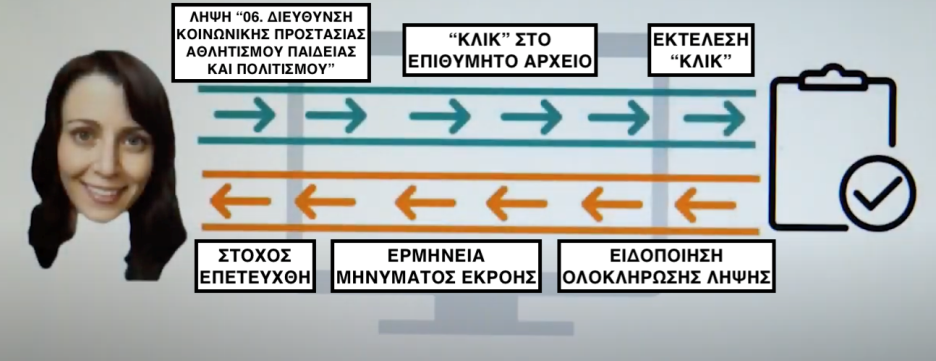 ΛΗΨΗ “06. ΔΙΕΥΘΥΝΣΗ
ΚΟΙΝΩΝΙΚΗΣ ΠΡΟΣΤΑΣΙΑΣ
ΑΘΛΗΤΙΣΜΟΥ ΠΑΙΔΕΙΑΣ
ΚΑΙ ΠΟΛΙΤΙΣΜΟΥ”
“ΚΛΙΚ” ΣΤΟ
ΕΠΙΘΥΜΗΤΟ ΑΡΧΕΙΟ
ΕΚΤΕΛΕΣΗ
“ΚΛΙΚ”
ΣΤΟΧΟΣ
ΕΠΕΤΕΥΧΘΗ
ΕΡΜΗΝΕΙΑ
ΜΗΝΥΜΑΤΟΣ ΕΚΡΟΗΣ
ΕΙΔΟΠΟΙΗΣΗ
ΟΛΟΚΛΗΡΩΣΗΣ ΛΗΨΗΣ